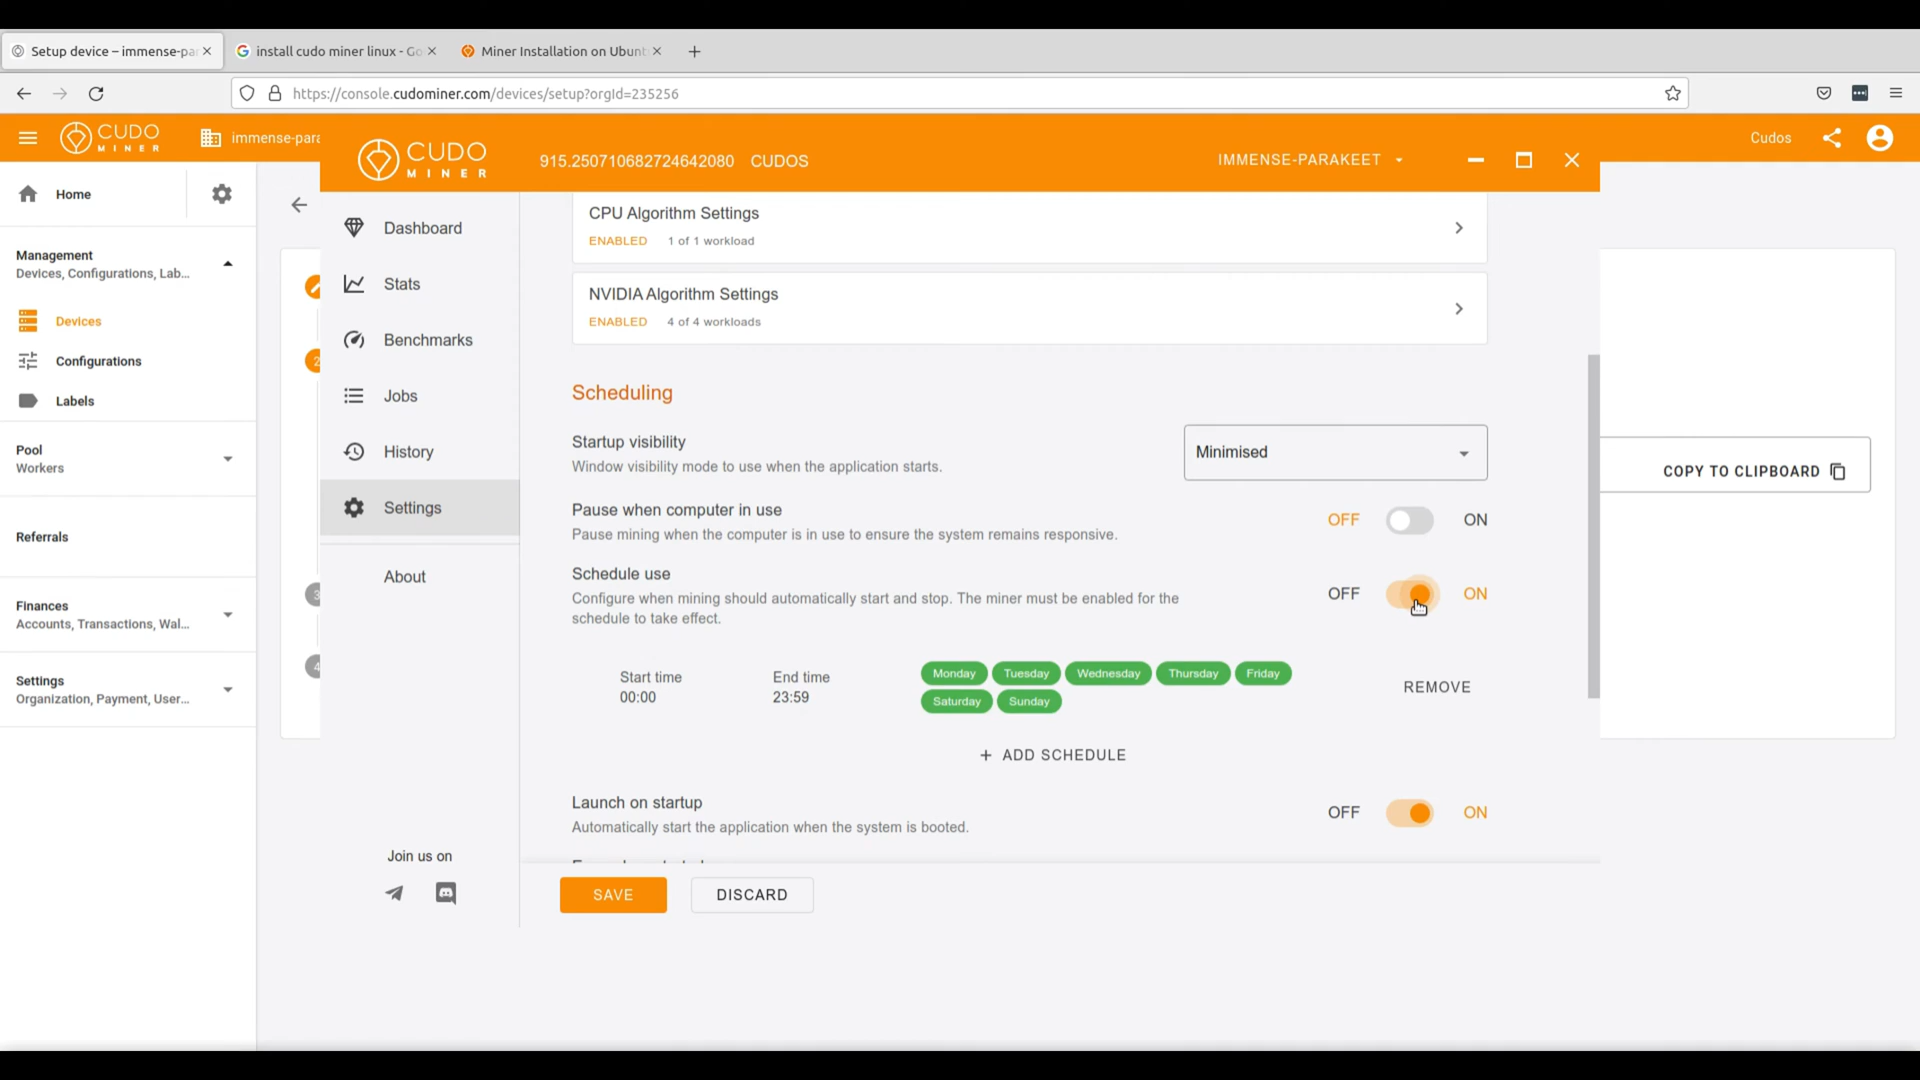 Setup device – immense-pa
install cudo miner linux - Go
Miner Installation on Ubunt
https://console.cudominer.com/devices/setup?orgId=235256
CUDO
MINER
immense-para
Cudos
Home
Management
Devices, Configurations, Lab...
Devices
Configurations
Labels
Pool
Workers
Referrals
Finances
Accounts, Transactions, Wal...
Settings
Organization, Payment, User...
2
3
4
CUDO
MINER
915.250710682724642080 CUDOS
IMMENSE-PARAKEET
Dashboard
Stats
Benchmarks
Jobs
History
Settings
About
Join us on
CPU Algorithm Settings
ENABLED 1 of 1 workload
NVIDIA Algorithm Settings
ENABLED 4 of 4 workloads
Scheduling
Startup visibility
Window visibility mode to use when the application starts.
Minimised
Pause when computer in use
Pause mining when the computer is in use to ensure the system remains responsive.
OFF ON
Schedule use
Configure when mining should automatically start and stop. The miner must be enabled for the
schedule to take effect.
OFF ON
Start time
00:00
End time
23:59
Monday Tuesday Wednesday Thursday Friday
Saturday Sunday
REMOVE
+ ADD SCHEDULE
Launch on startup
Automatically start the application when the system is booted.
OFF ON
SAVE
DISCARD
COPY TO CLIPBOARD